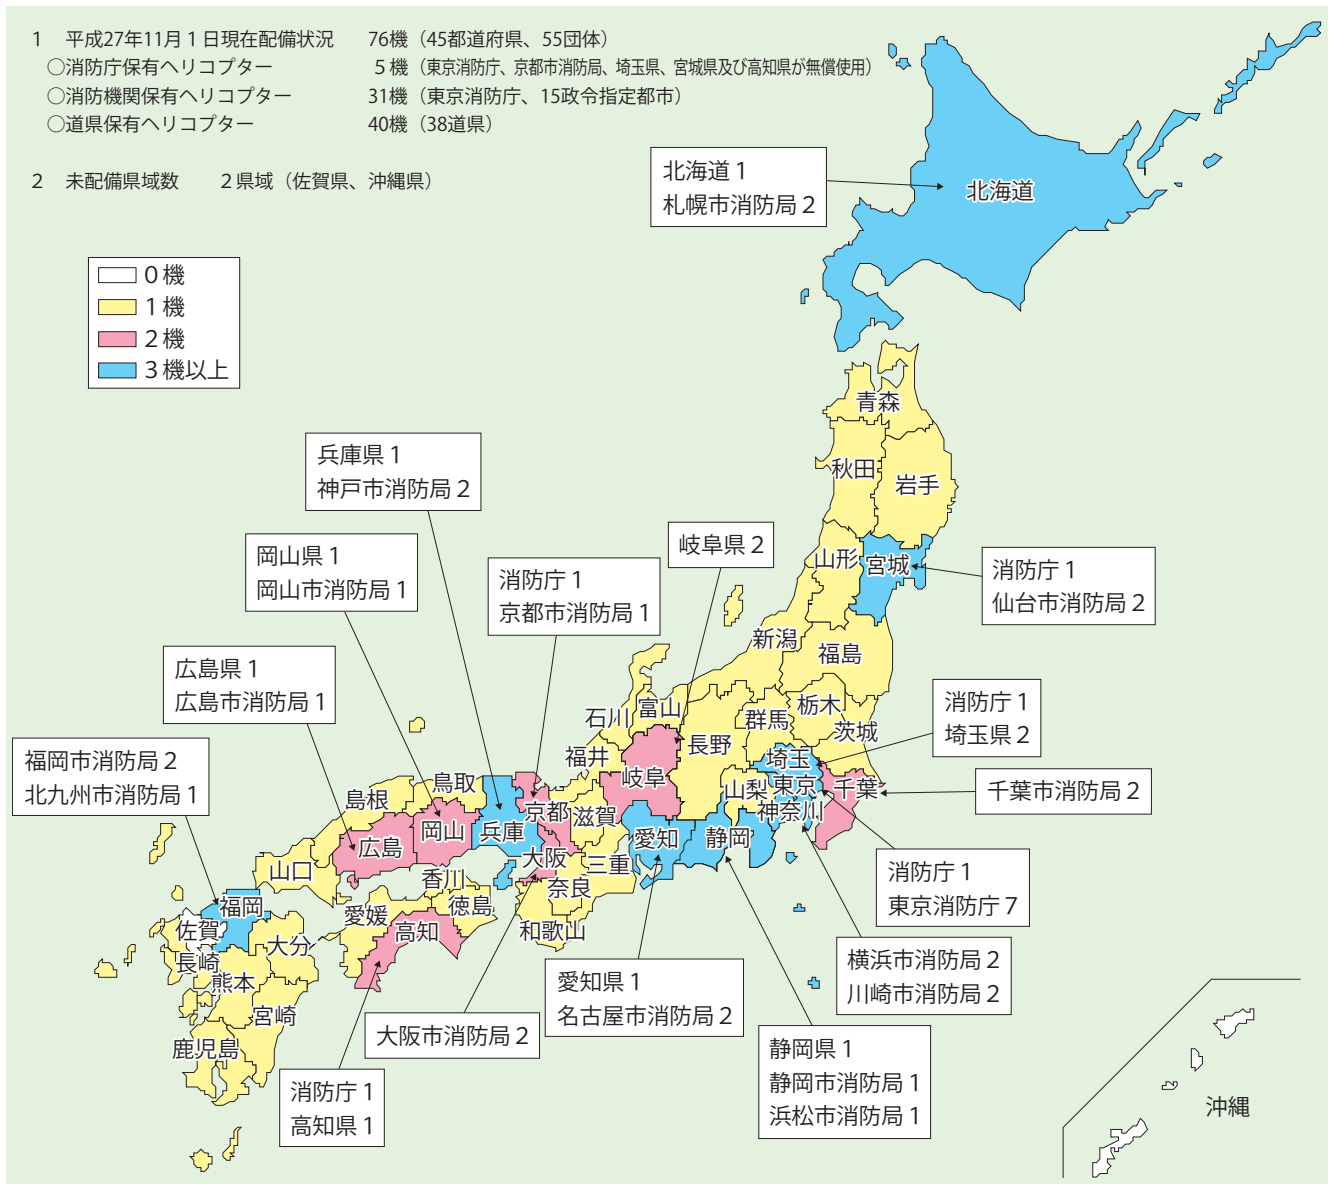 1 平成27年11月1日現在配備状況 76機（45都道府県、55団体）
○消防庁保有ヘリコプター 5機（東京消防庁、京都市消防局、埼玉県、宮城県及び高知県が無償使用）
○消防機関保有ヘリコプター 31機（東京消防庁、15政令指定都市）
○道県保有ヘリコプター 40機（38道県）
2 未配備県域数 2県域（佐賀県、沖縄県）
0機
1機
2機
3機以上
北海道1
札幌市消防局2
北海道
青森
秋田
岩手
兵庫県1
神戸市消防局2
岡山県1
岡山市消防局1
消防庁1
京都市消防局1
岐阜県2
山形
宮城
消防庁1
仙台市消防局2
新潟
福島
広島県1
広島市消防局1
石川
富山
群馬
栃木
茨城
消防庁1
埼玉県2
福岡市消防局2
北九州市消防局1
福井
岐阜
長野
埼玉
山梨
東京
千葉
神奈川
千葉市消防局2
島根
鳥取
広島
岡山
兵庫
京都
滋賀
愛知
静岡
山口
大阪
三重
奈良
香川
徳島
愛媛
高知
和歌山
消防庁1
東京消防庁7
福岡
佐賀
大分
長崎
熊本
宮崎
鹿児島
横浜市消防局2
川崎市消防局2
愛知県1
名古屋市消防局2
大阪市消防局2
静岡県1
静岡市消防局1
浜松市消防局1
消防庁1
高知県1
沖縄